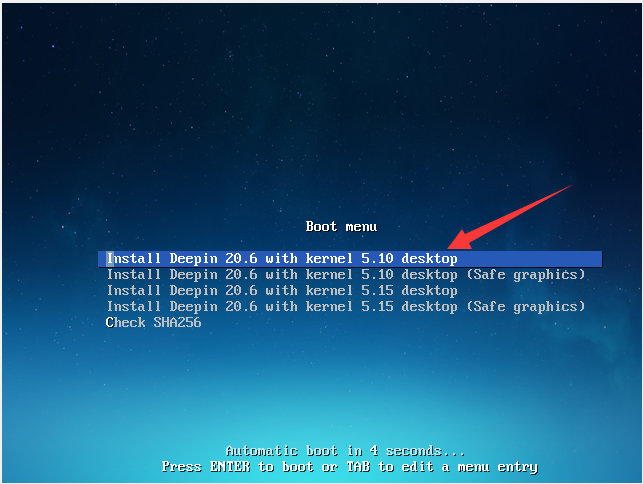 Boot menu
Install Deepin 20.6 with kernel 5.10 desktop
Install Deepin 20.6 with kernel 5.10 desktop (Safe graphics)
Install Deepin 20.6 with kernel 5.15 desktop
Install Deepin 20.6 with kernel 5.15 desktop (Safe graphics)
Check SHA256
Automatic boot in 4 seconds...
Press ENTER to boot or TAB to edit a menu entry